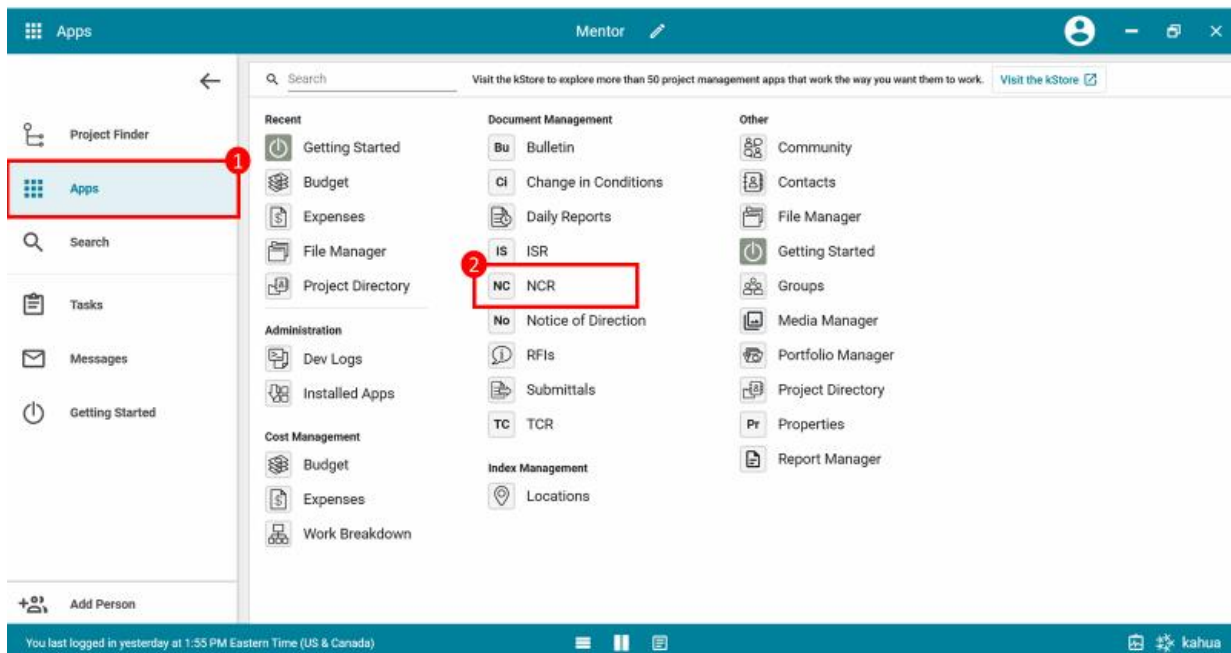 Apps
Mentor
Search
Visit the kStore to explore more than 50 project management apps that work the way you want them to work.
Visit the kStore
Project Finder
1
Apps
Search
Tasks
Messages
Getting Started
Add Person
Recent
Getting Started
Budget
Expenses
File Manager
Project Directory
Administration
Dev Logs
Installed Apps
Cost Management
Budget
Expenses
Work Breakdown
Document Management
Bu Bulletin
Ci Change in Conditions
Daily Reports
IS ISR
2
NC NCR
No Notice of Direction
RFIs
Submittals
TC TCR
Index Management
Locations
Other
Community
Contacts
File Manager
Getting Started
Groups
Media Manager
Portfolio Manager
Project Directory
Pr Properties
Report Manager
You last logged in yesterday at 1:55 PM Eastern Time (US & Canada)
kahua